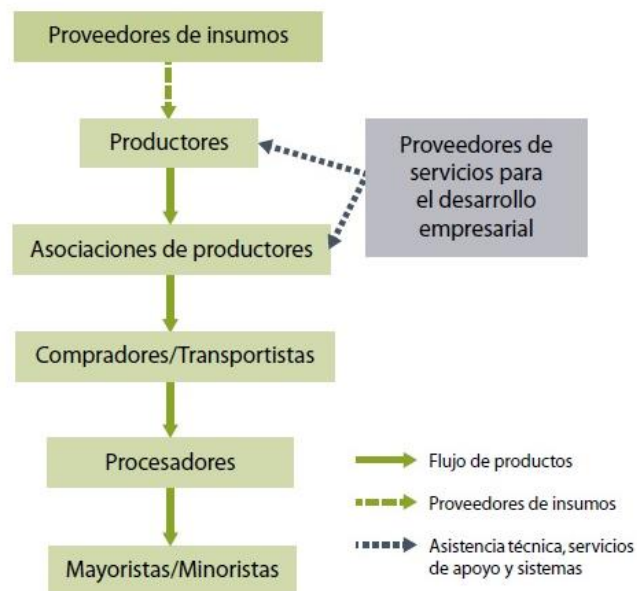 Proveedores de insumos
Productores
Proveedores de
servicios para
el desarrollo
empresarial
Asociaciones de productores
Compradores/Transportistas
Procesadores
Mayoristas/Minoristas
Flujo de productos
Proveedores de insumos
Asistencia técnica, servicios
de apoyo y sistemas